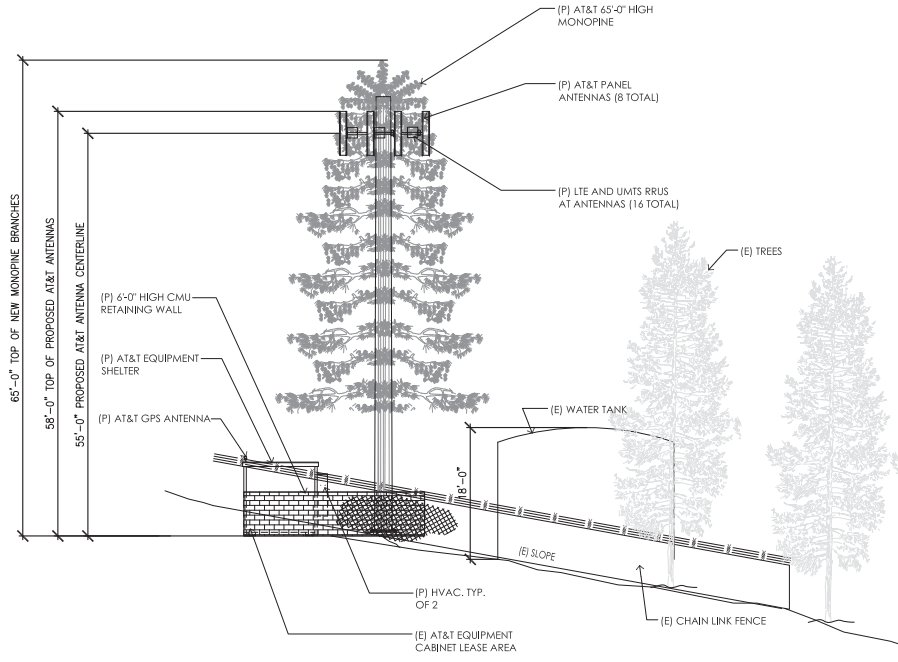 (P) AT&T 65'-0" HIGH
MONOPINE
(P) AT&T PANEL
ANTENNAS (8 TOTAL)
(P) LTE AND UMTS RRUS
AT ANTENNAS (16 TOTAL)
(E) TREES
65'-0" TOP OF NEW MONOPINE BRANCHES
58'-0" TOP OF PROPOSED AT&T ANTENNAS
55'-0" PROPOSED AT&T ANTENNA CENTERLINE
(P) 6'-0" HIGH CMU
RETAINING WALL
(P) AT&T EQUIPMENT
SHELTER
(P) AT&T GPS ANTENNA
(E) WATER TANK
18'-0"
(E) SLOPE
(P) HVAC. TYP.
OF 2
(E) CHAIN LINK FENCE
(E) AT&T EQUIPMENT
CABINET LEASE AREA